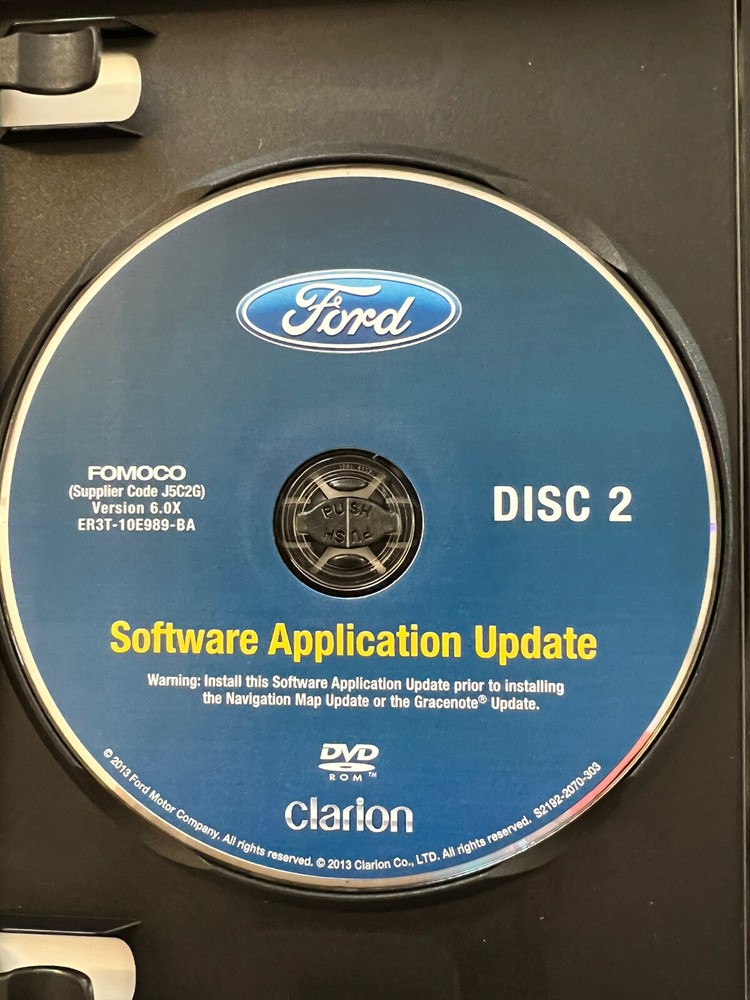 Ford
FOMOCO
(Supplier Code J5C2G)
Version 6.0X
ER3T-10E989-BA
PUSH
PUSH
DISC 2
Software Application Update
Warning: Install this Software Application Update prior to installing
the Navigation Map Update or the Gracenote® Update.
DVD
ROM™
clarion
© 2013 Ford Motor Company. All rights reserved. © 2013 Clarion Co., LTD. All rights reserved. S2192-2070-303